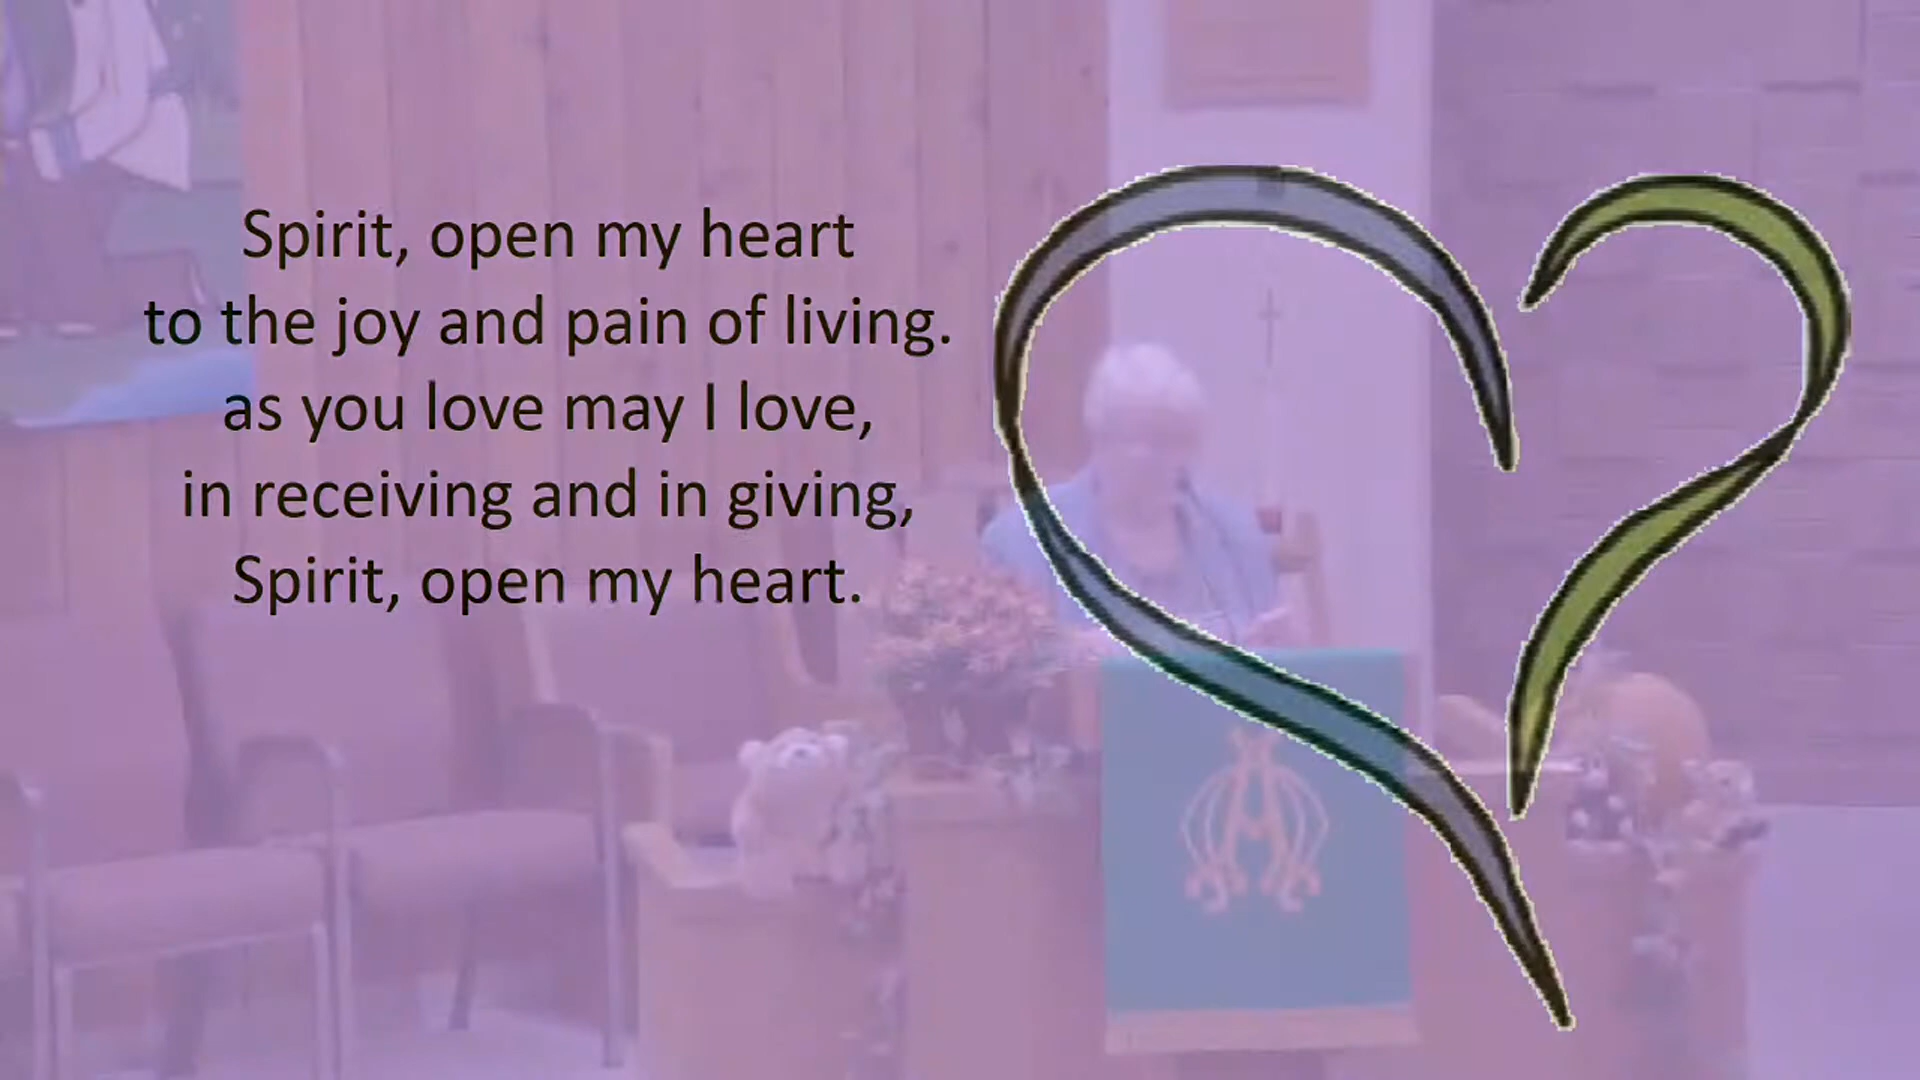 Spirit, open my heart
to the joy and pain of living.
as you love may I love,
in receiving and in giving,
Spirit, open my heart.